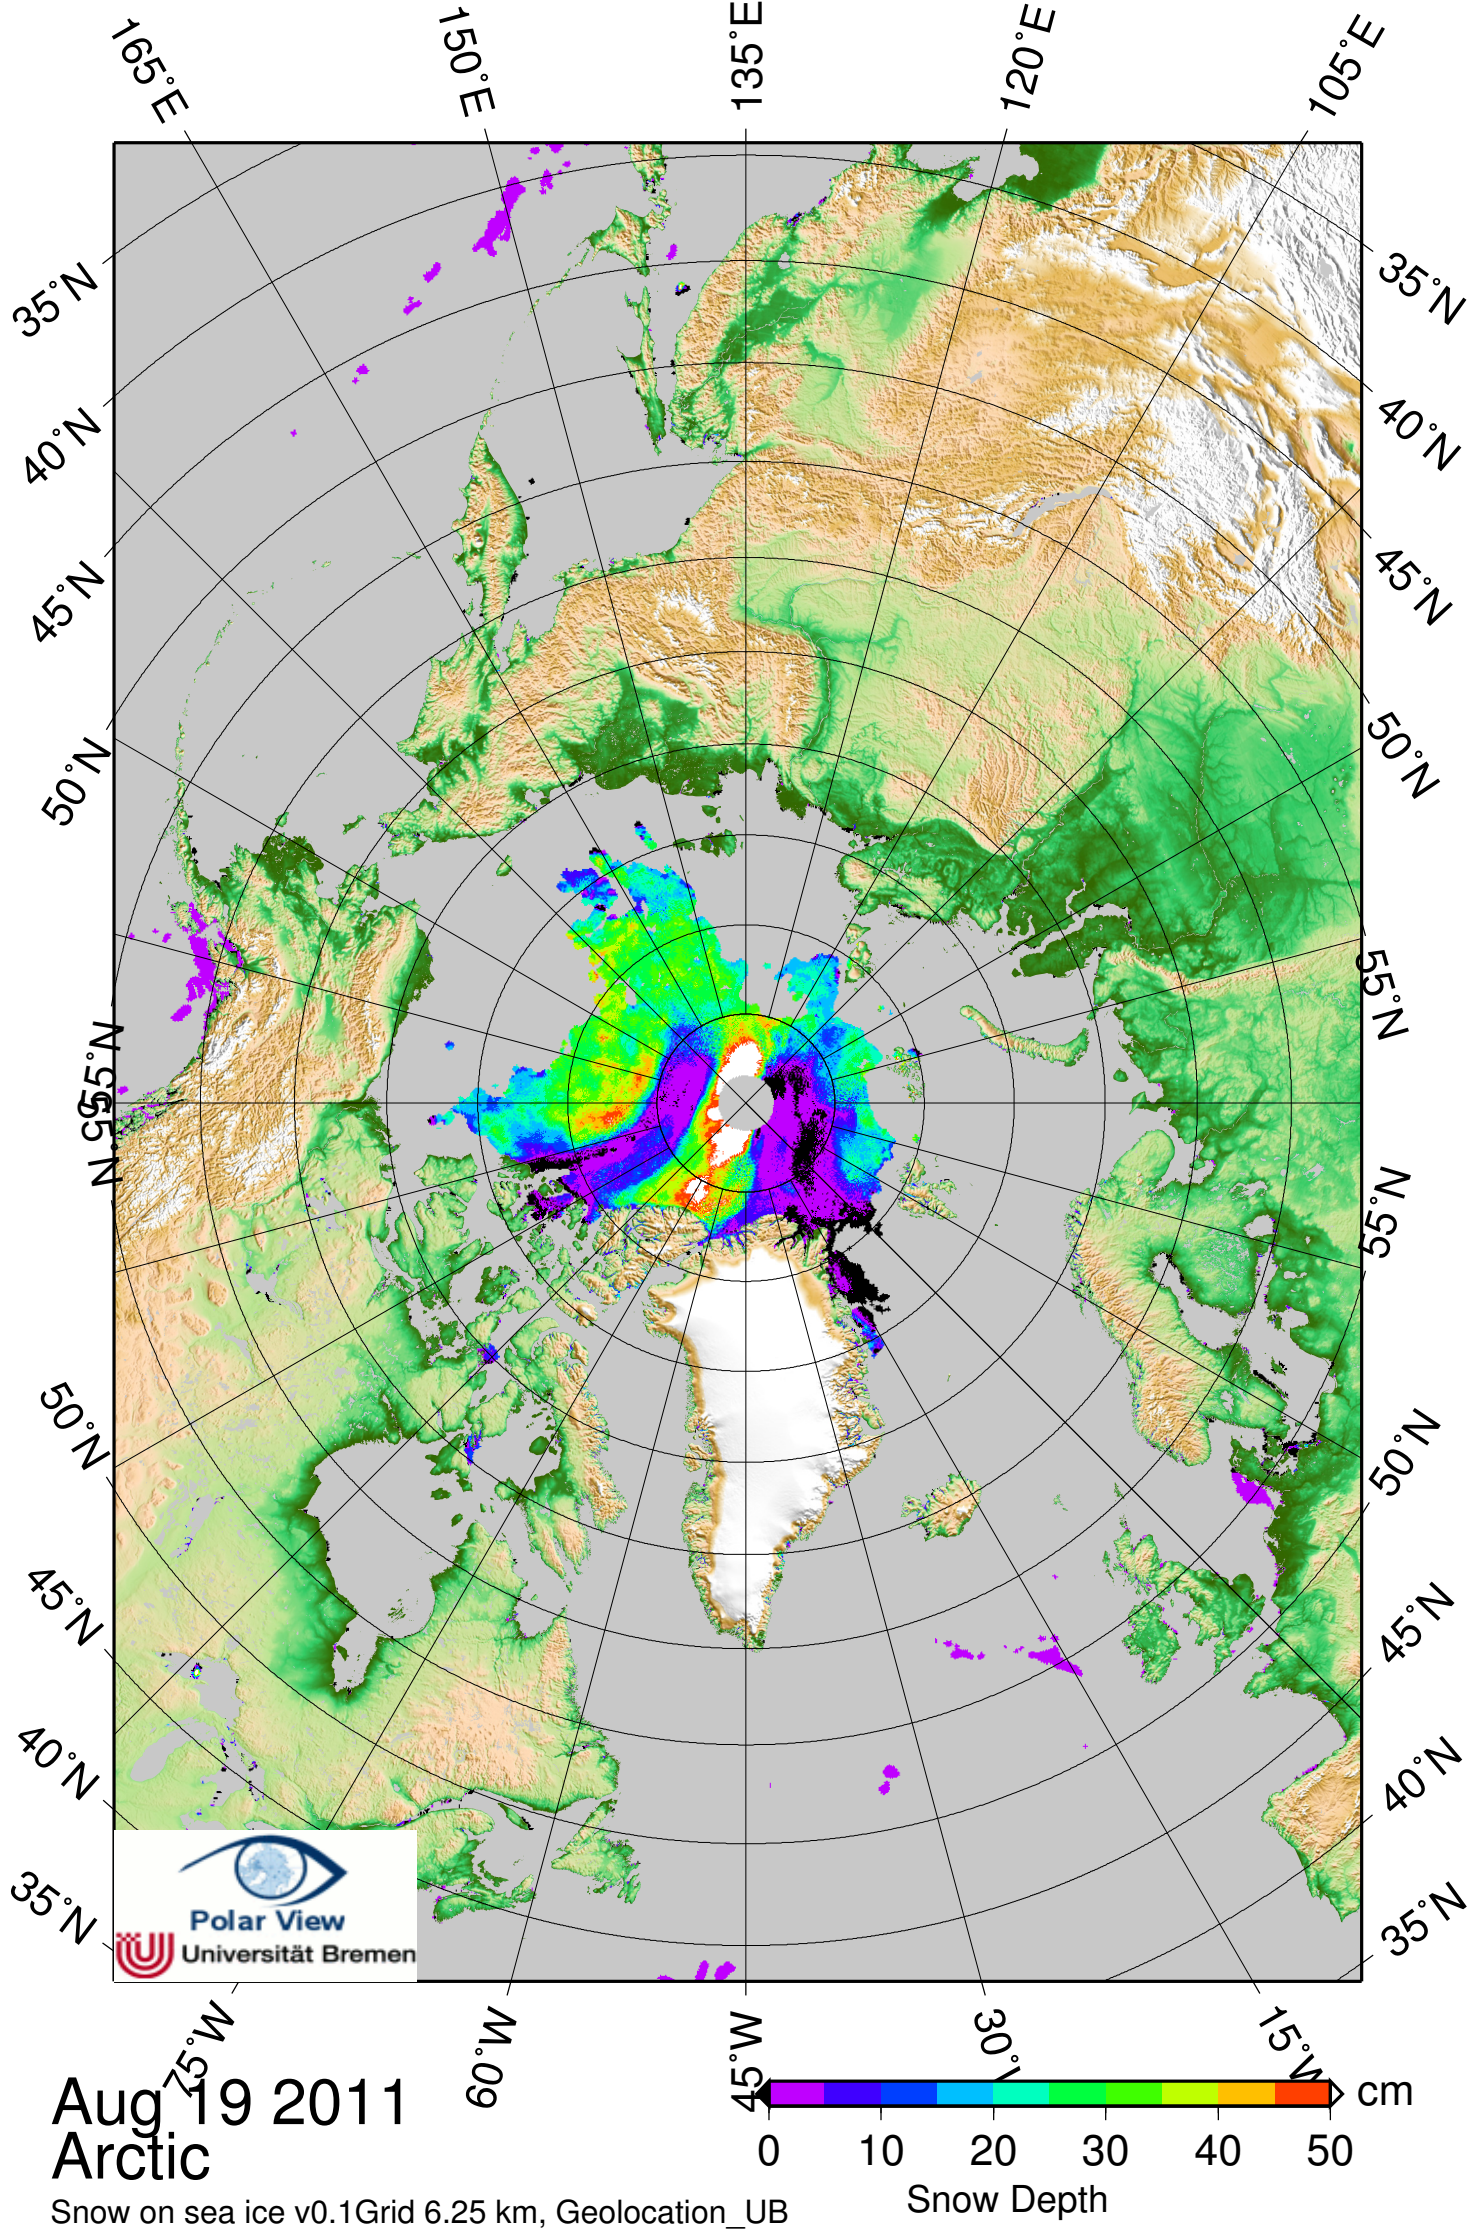 165°E 150°E 135°E 120°E 105°E
35°N 35°N
40°N 40°N
45°N 45°N
50°N 50°N
55°N 55°N
55°N 55°N
50°N 50°N
45°N 45°N
40°N 40°N
35°N 35°N
Polar View
Universität Bremen
75°W 60°W 45°W 30°W 15°W
Aug 19 2011
Arctic
Snow on sea ice v0.1Grid 6.25 km, Geolocation_UB
cm
0 10 20 30 40 50
Snow Depth